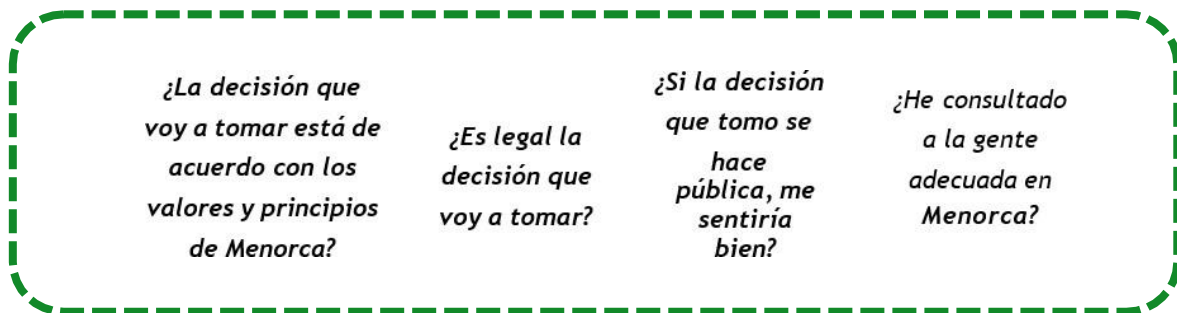 ¿La decisión que
voy a tomar está de
acuerdo con los
valores y principios
de Menorca?
¿Es legal la
decisión que
voy a tomar?
¿Si la decisión
que tomo se
hace
pública, me
sentiría
bien?
¿He consultado
a la gente
adecuada en
Menorca?